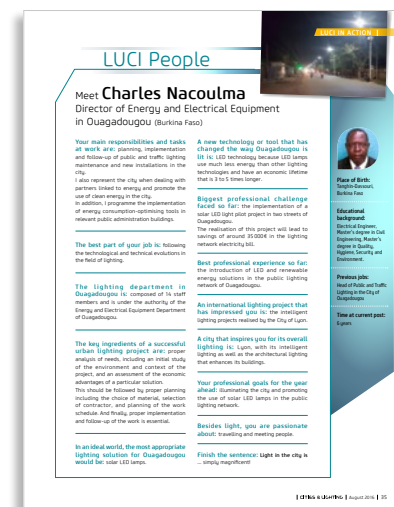 LUCI IN ACTION |
LUCI People
Meet Charles Nacoulma
Director of Energy and Electrical Equipment
in Ouagadougou (Burkina Faso)
Your main responsibilities and tasks
at work are: planning, implementation
and follow-up of public and traffic lighting
maintenance and new installations in the
city.
I also represent the city when dealing with
partners linked to energy and promote the
use of clean energy in the city.
In addition, I programme the implementation
of energy consumption-optimising tools in
relevant public administration buildings.
The best part of your job is: following
the technological and technical evolutions in
the field of lighting.
The lighting department in
Ouagadougou is: composed of 14 staff
members and is under the authority of the
Energy and Electrical Equipment Department
of Ouagadougou.
The key ingredients of a successful
urban lighting project are: proper
analysis of needs, including an initial study
of the environment and context of the
project, and an assessment of the economic
advantages of a particular solution.
This should be followed by proper planning
including the choice of material, selection
of contractor, and planning of the work
schedule. And finally, proper implementation
and follow-up of the work is essential.
In an ideal world, the most appropriate
lighting solution for Ouagadougou
would be: solar LED lamps.
A new technology or tool that has
changed the way Ouagadougou is
lit is: LED technology because LED lamps
use much less energy than other lighting
technologies and have an economic lifetime
that is 3 to 5 times longer.
Biggest professional challenge
faced so far: the implementation of a
solar LED light pilot project in two streets of
Ouagadougou.
The realisation of this project will lead to
savings of around 35.000€ in the lighting
network electricity bill.
Best professional experience so far:
the introduction of LED and renewable
energy solutions in the public lighting
network of Ouagadougou.
An international lighting project that
has impressed you is: the intelligent
lighting projects realised by the City of Lyon.
A city that inspires you for its overall
lighting is: Lyon, with its intelligent
lighting as well as the architectural lighting
that enhances its buildings.
Your professional goals for the year
ahead: illuminating the city and promoting
the use of solar LED lamps in the public
lighting network.
Besides light, you are passionate
about: travelling and meeting people.
Finish the sentence: Light in the city is
... simply magnificent!
Place of Birth:
Tanghin-Dassouri,
Burkina Faso
Educational
background:
Electrical Engineer,
Master's degree in Civil
Engineering, Master's
degree in Quality,
Hygiene, Security and
Environment.
Previous jobs:
Head of Public and Traffic
Lighting in the City of
Ouagadougou
Time at current post:
6 years
| CITIES & LIGHTING | August 2016 | 35